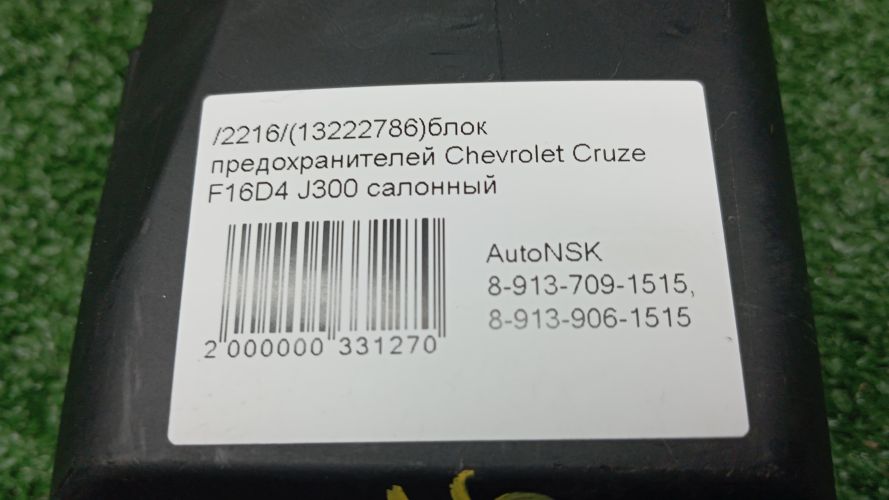 /2216/(13222786)блок
предохранителей Chevrolet Cruze
F16D4 J300 салонный
AutoNSK
8-913-709-1515,
8-913-906-1515
2 000000 331270